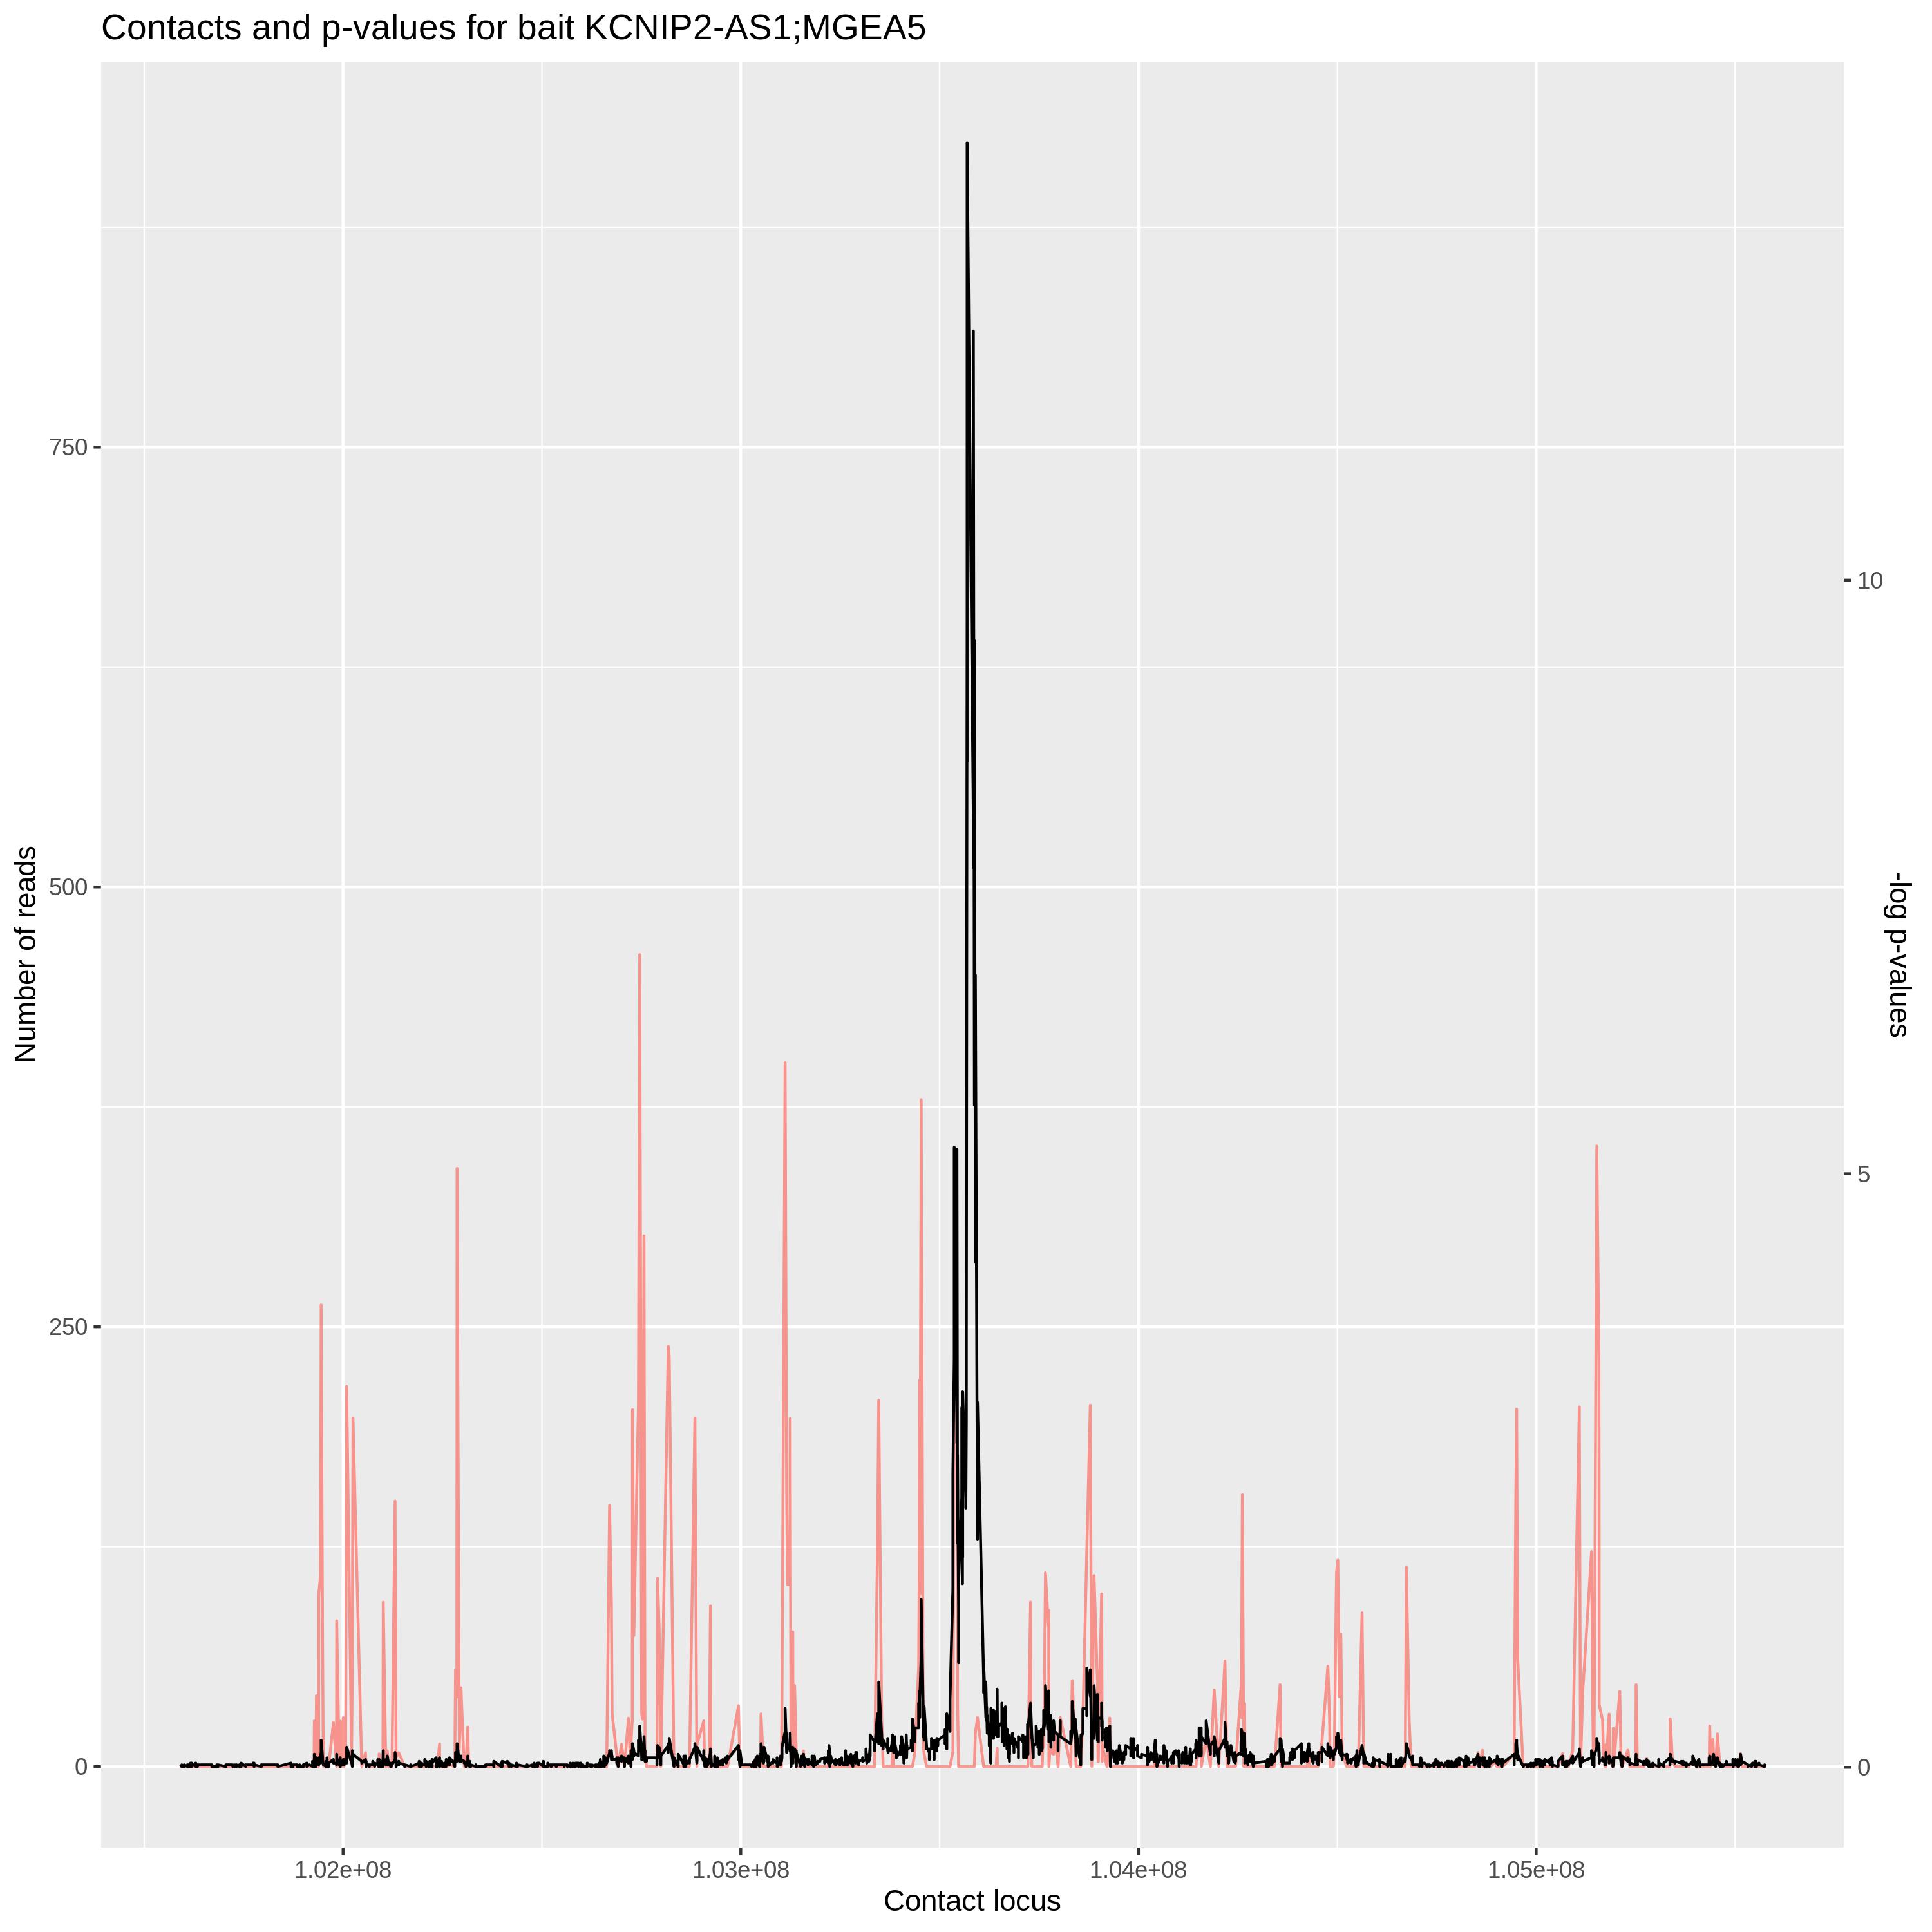 Contacts and p-values for bait KCNIP2-AS1;MGEA5
Number of reads
750
500
250
0
10
5
0
-log p-values
1.02e+08 1.03e+08 1.04e+08 1.05e+08
Contact locus